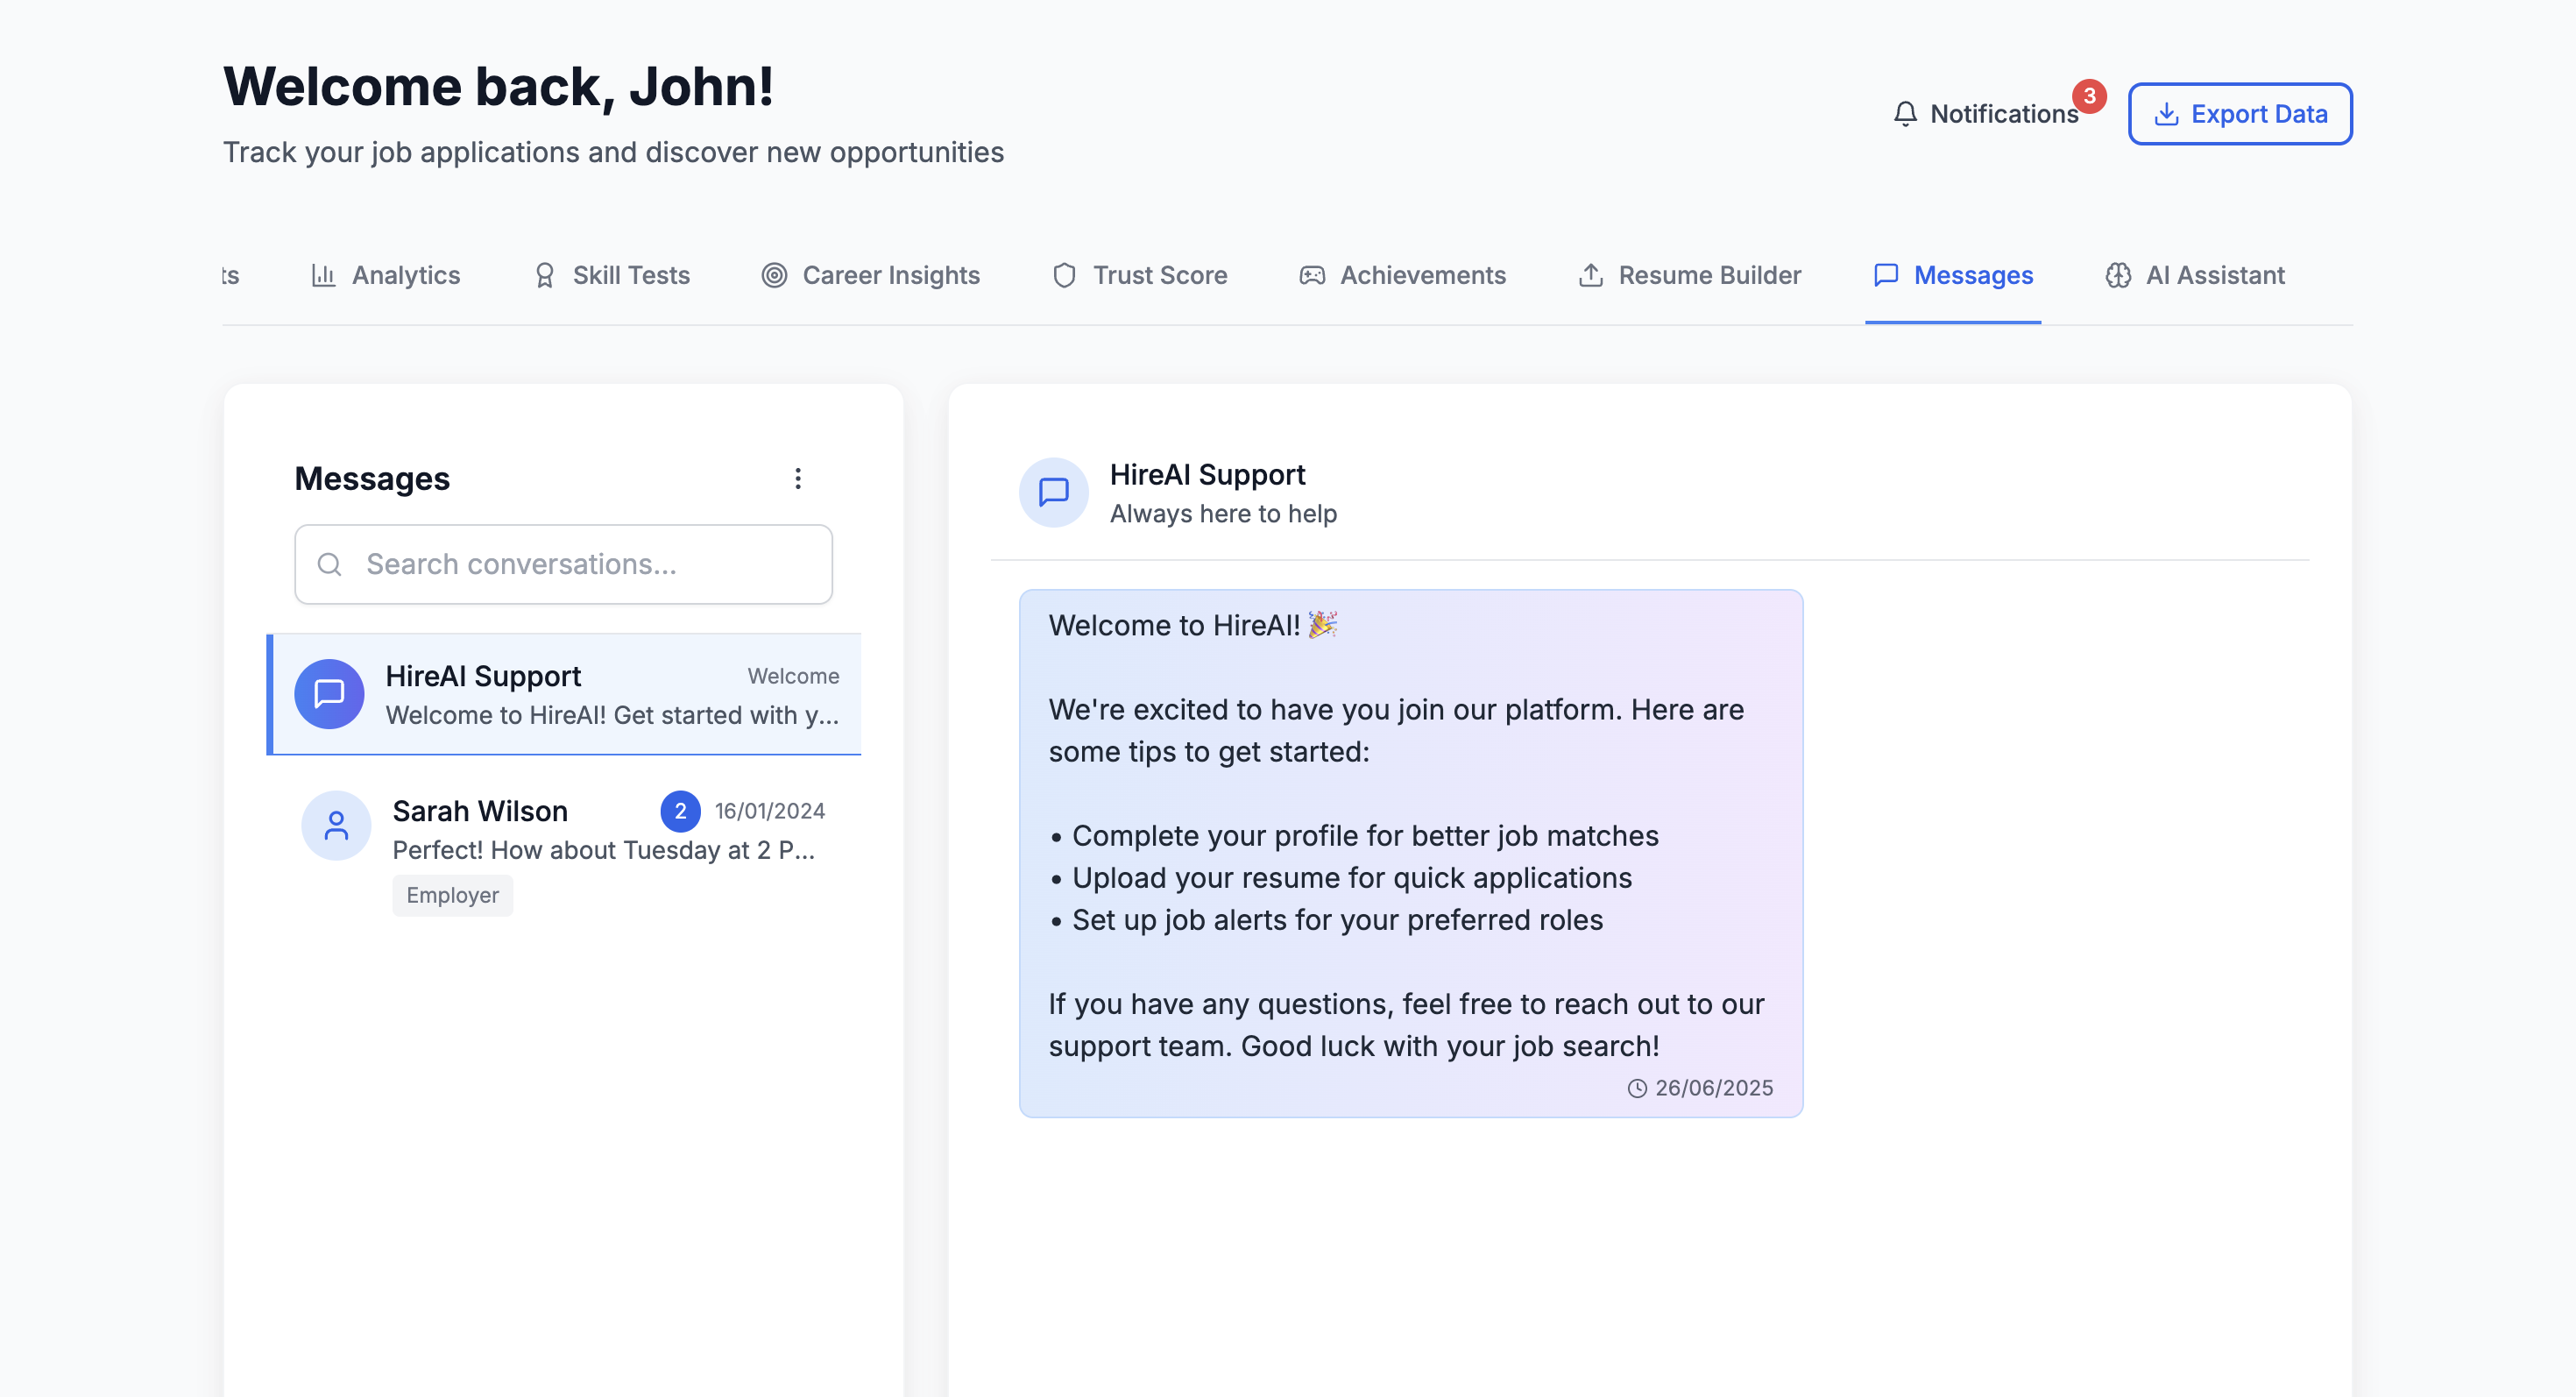 Welcome back, John!
Track your job applications and discover new opportunities
Notifications
3
Export Data
ts
Analytics
Skill Tests
Career Insights
Trust Score
Achievements
Resume Builder
Messages
AI Assistant
Messages
Search conversations...
HireAI Support
Welcome
Welcome to HireAI! Get started with y...
Sarah Wilson
2
16/01/2024
Perfect! How about Tuesday at 2 P...
Employer
HireAI Support
Always here to help
Welcome to HireAI! 🎉
We're excited to have you join our platform. Here are
some tips to get started:
• Complete your profile for better job matches
• Upload your resume for quick applications
• Set up job alerts for your preferred roles
If you have any questions, feel free to reach out to our
support team. Good luck with your job search!
26/06/2025